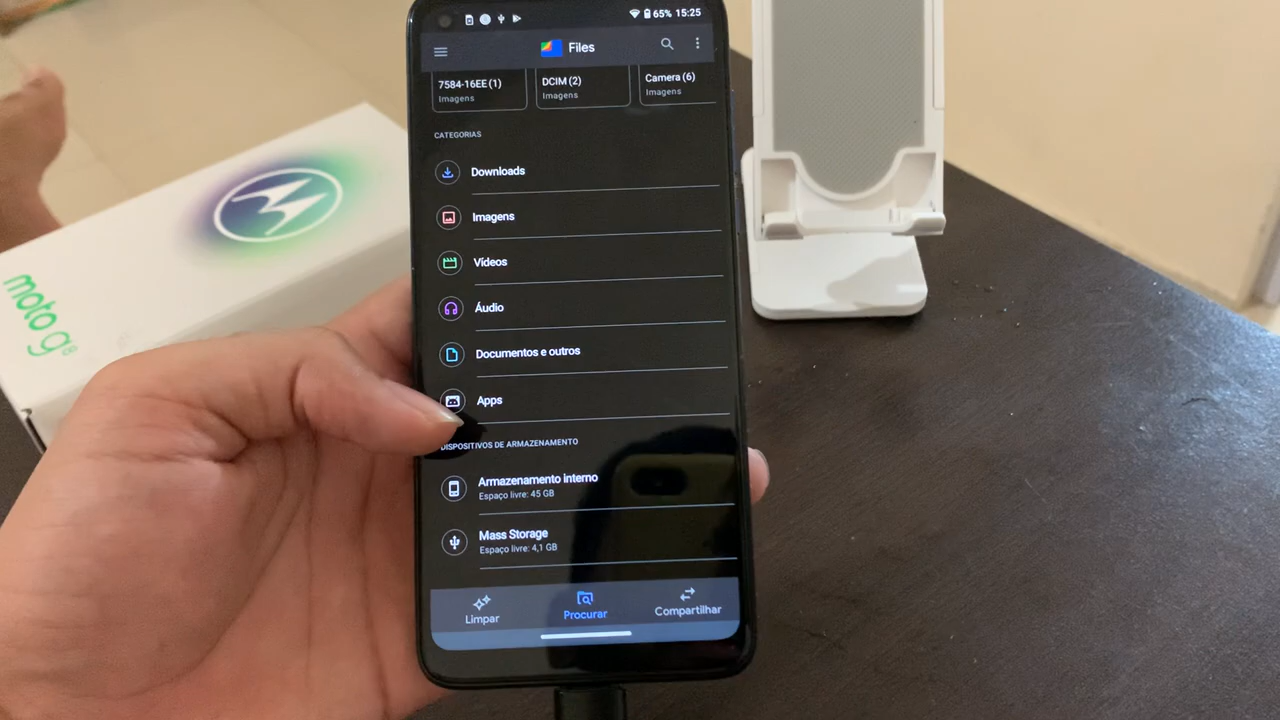 65% 15:25
Files
7584-16EE (1)
Imagens
DCIM (2)
Imagens
Camera (6)
Imagens
CATEGORIAS
Downloads
Imagens
Vídeos
Áudio
Documentos e outros
Apps
DISPOSITIVOS DE ARMAZENAMENTO
Armazenamento interno
Espaço livre: 45 GB
Mass Storage
Espaço livre: 4,1 GB
Limpar
Procurar
Compartilhar
moto g8